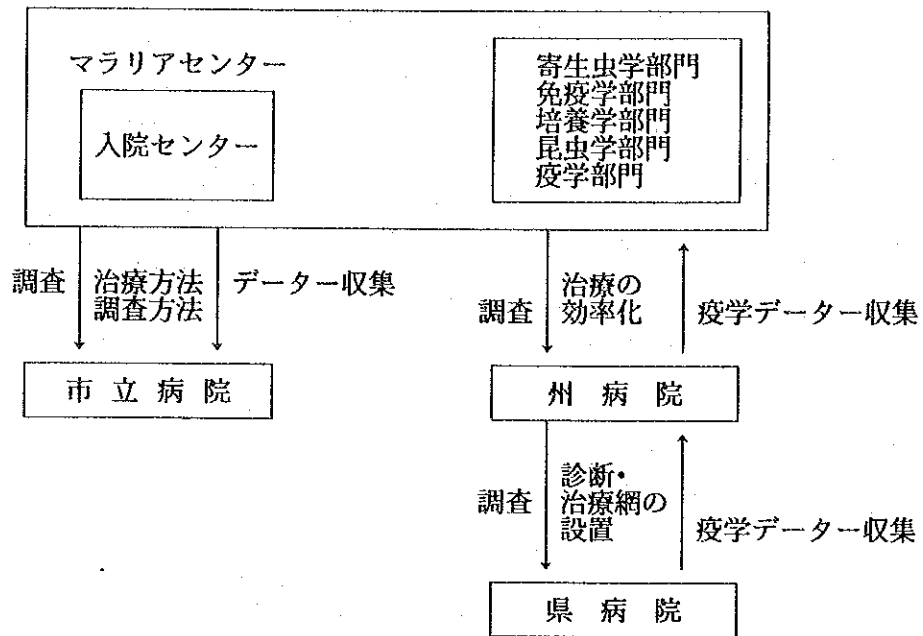 マラリアセンター
入院センター
寄生虫学部門
免疫学部門
培養学部門
昆虫学部門
疫学部門
調査
治療方法
調査方法
データー収集
調査
治療の
効率化
疫学データー収集
市立病院
州病院
調査
診断・
治療網の
設置
疫学データー収集
県病院